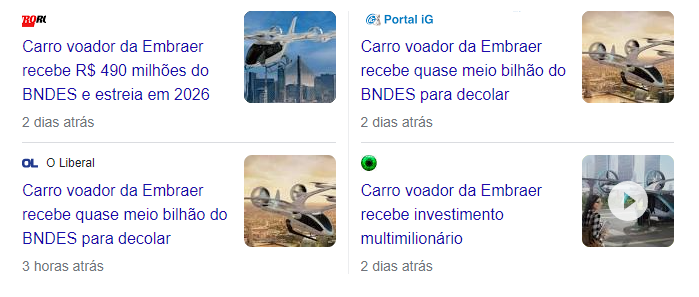 Portal iG
Carro voador da Embraer
recebe R$ 490 milhões do
BNDES e estreia em 2026
2 dias atrás
Carro voador da Embraer
recebe quase meio bilhão do
BNDES para decolar
2 dias atrás
OL O Liberal
Carro voador da Embraer
recebe quase meio bilhão do
BNDES para decolar
3 horas atrás
Carro voador da Embraer
recebe investimento
multimilionário
2 dias atrás